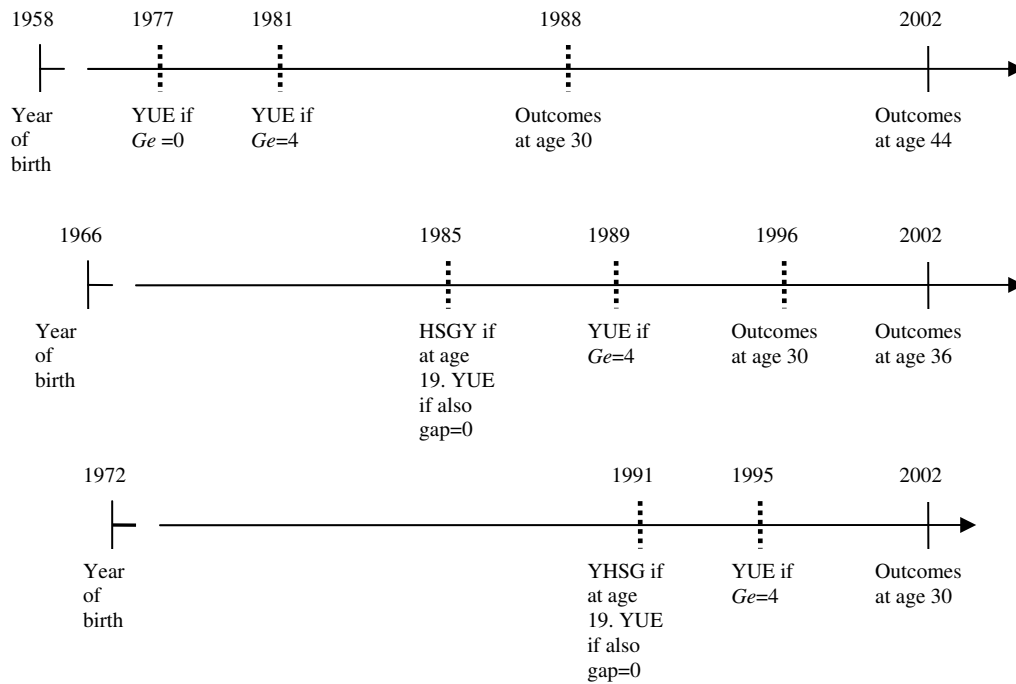 1958 1977 1981 1988 2002
Year of birth
YUE if Ge =0
YUE if Ge=4
Outcomes at age 30
Outcomes at age 44
1966 1985 1989 1996 2002
Year of birth
HSGY if at age 19. YUE if also gap=0
YUE if Ge=4
Outcomes at age 30
Outcomes at age 36
1972 1991 1995 2002
Year of birth
YHSG if at age 19. YUE if also gap=0
YUE if Ge=4
Outcomes at age 30